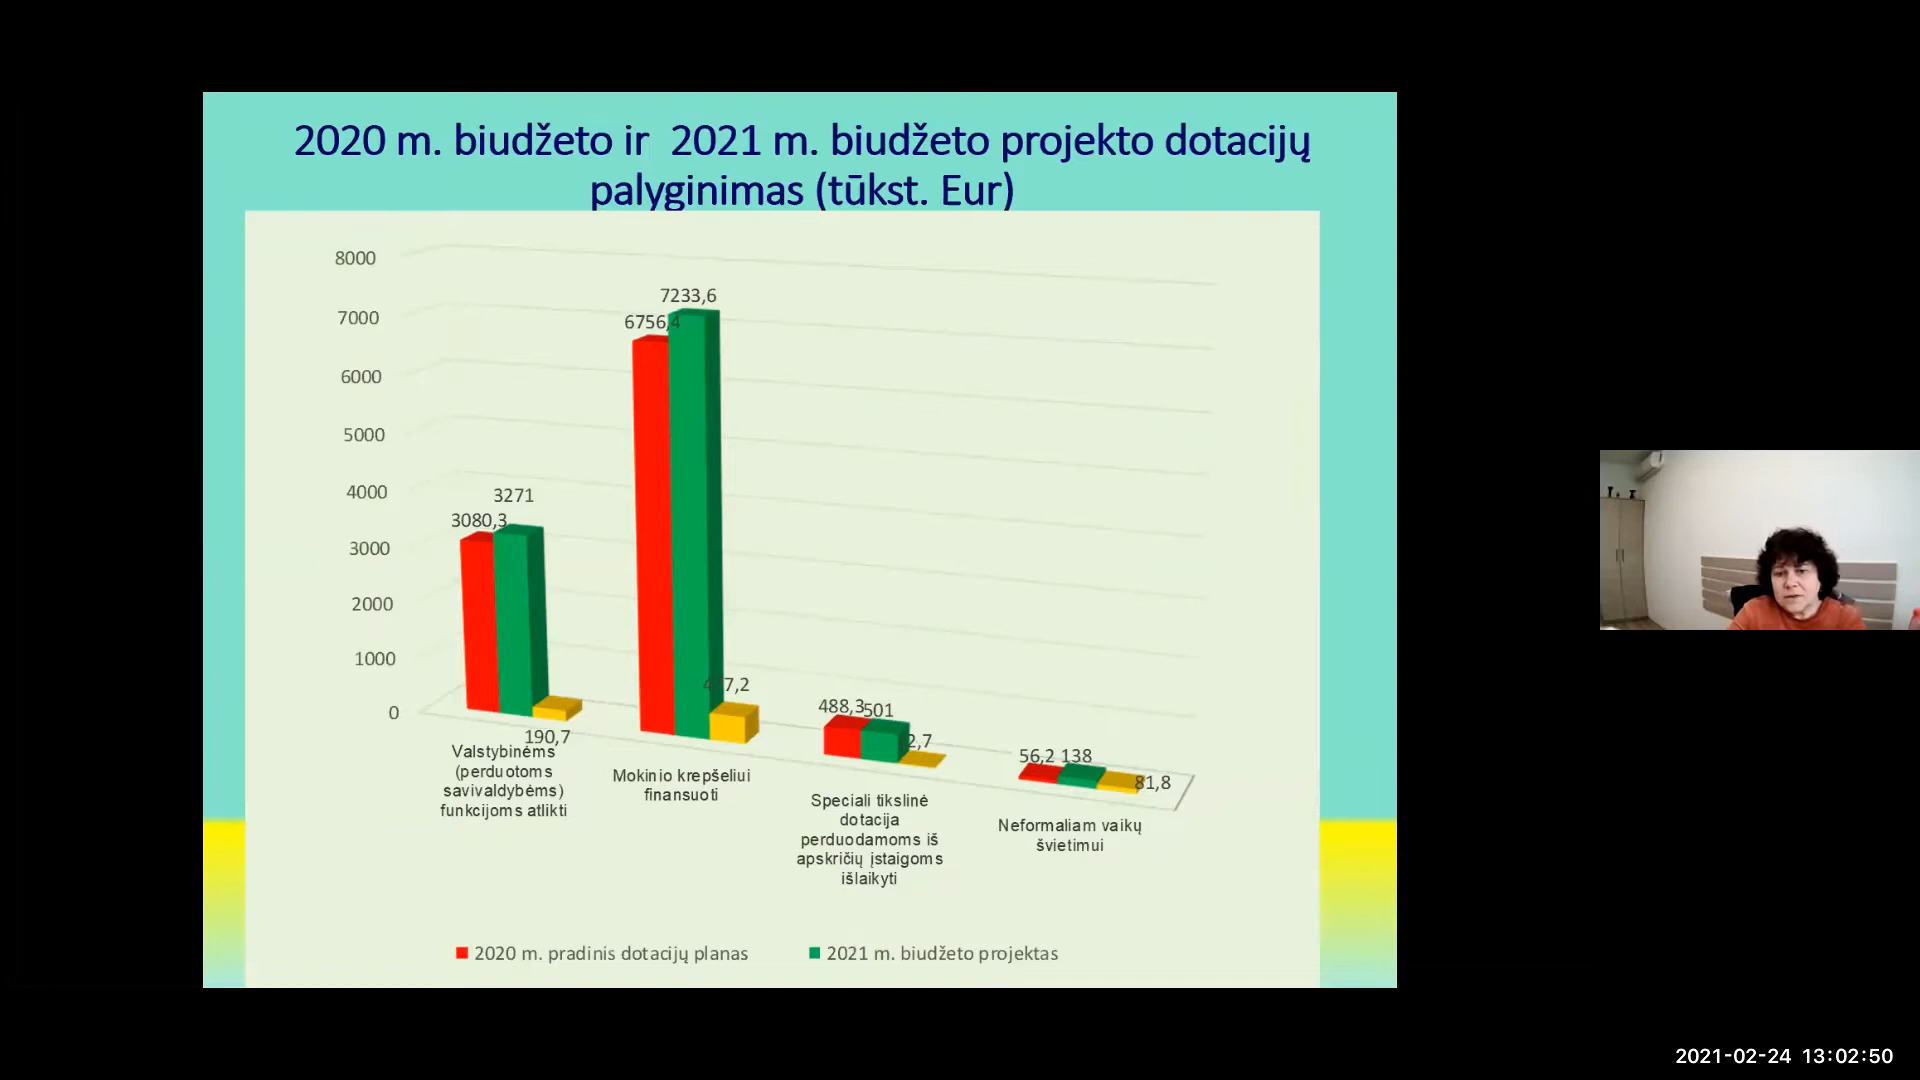 2020 m. biudžeto ir 2021 m. biudžeto projekto dotacijų
palyginimas (tūkst. Eur)
8000
7000
6000
5000
4000
3000
2000
1000
0
3080,3
3271
190,7
6756,4
7233,6
488,3
501
56,2
138
81,8
Valstybinėms
(perduotoms
savivaldybėms)
funkcijoms atlikti
Mokinio krepšeliui
finansuoti
Speciali tikslinė
dotacija
perduodamoms iš
apskričių įstaigoms
išlaikyti
Neformaliam vaikų
švietimui
2020 m. pradinis dotacijų planas
2021 m. biudžeto projektas
2021-02-24 13:02:50